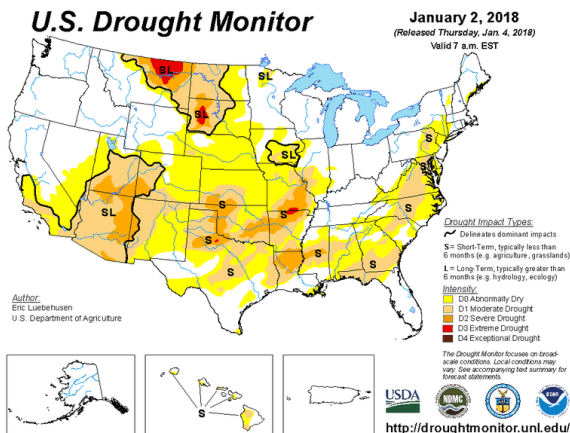 U.S. Drought Monitor
January 2, 2018
(Released Thursday, Jan. 4, 2018)
Valid 7 a.m. EST
SL
SL
SL
SL
SL
S
S
S
S
S
S
S
S
S
S
Drought Impact Types:
Delineates dominant impacts
S = Short-Term, typically less than
6 months (e.g. agriculture, grasslands)
L = Long-Term, typically greater than
6 months (e.g. hydrology, ecology)
Intensity:
D0 Abnormally Dry
D1 Moderate Drought
D2 Severe Drought
D3 Extreme Drought
D4 Exceptional Drought
Author:
Eric Luebehusen
U.S. Department of Agriculture
The Drought Monitor focuses on broad-
scale conditions. Local conditions may
vary. See accompanying text summary for
forecast statements.
S
USDA
NDMC
NOAA
http://droughtmonitor.unl.edu/